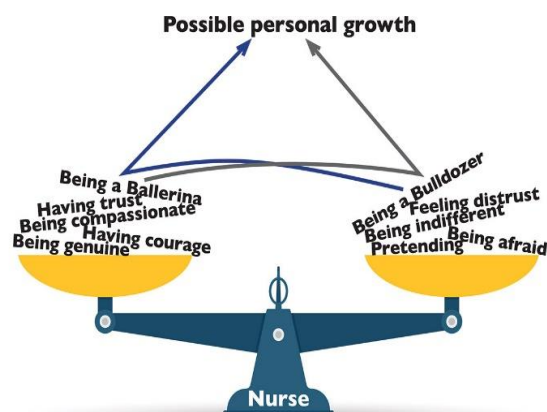 Possible personal growth
Being a Ballerina
Having trust
Being compassionate
Having courage
Being genuine
Being a Bulldozer
Feeling distrust
Being indifferent
Being afraid
Pretending
Nurse